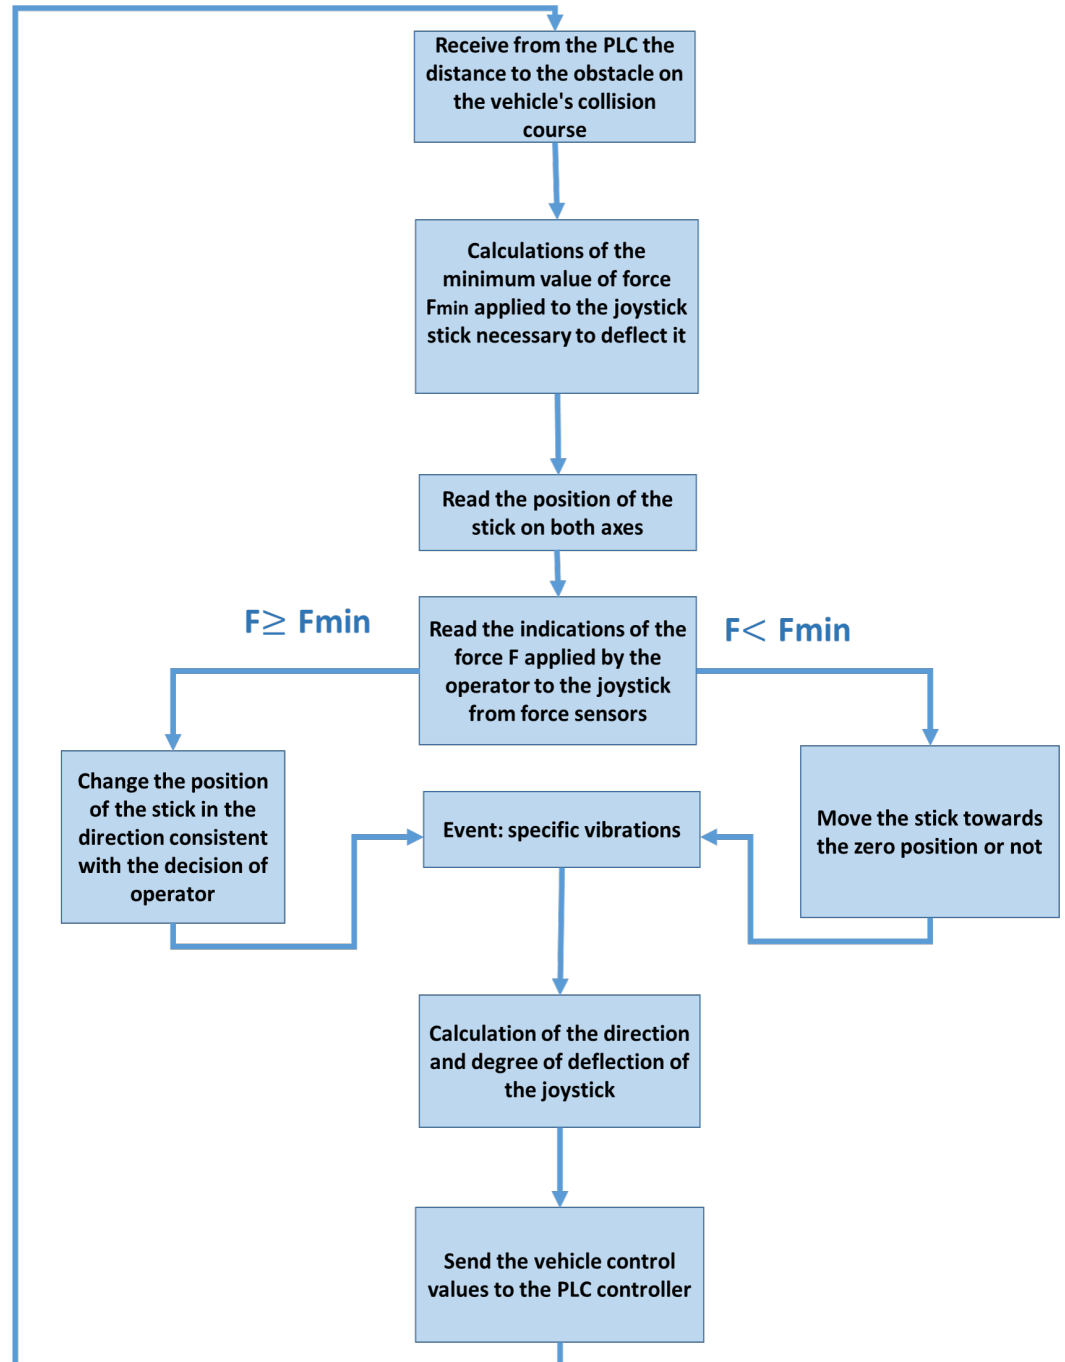 Receive from the PLC the
distance to the obstacle on
the vehicle's collision
course
Calculations of the
minimum value of force
Fmin applied to the joystick
stick necessary to deflect it
Read the position of the
stick on both axes
F≥ Fmin
Read the indications of the
force F applied by the
operator to the joystick
from force sensors
F< Fmin
Change the position
of the stick in the
direction consistent
with the decision of
operator
Event: specific vibrations
Move the stick towards
the zero position or not
Calculation of the direction
and degree of deflection of
the joystick
Send the vehicle control
values to the PLC controller